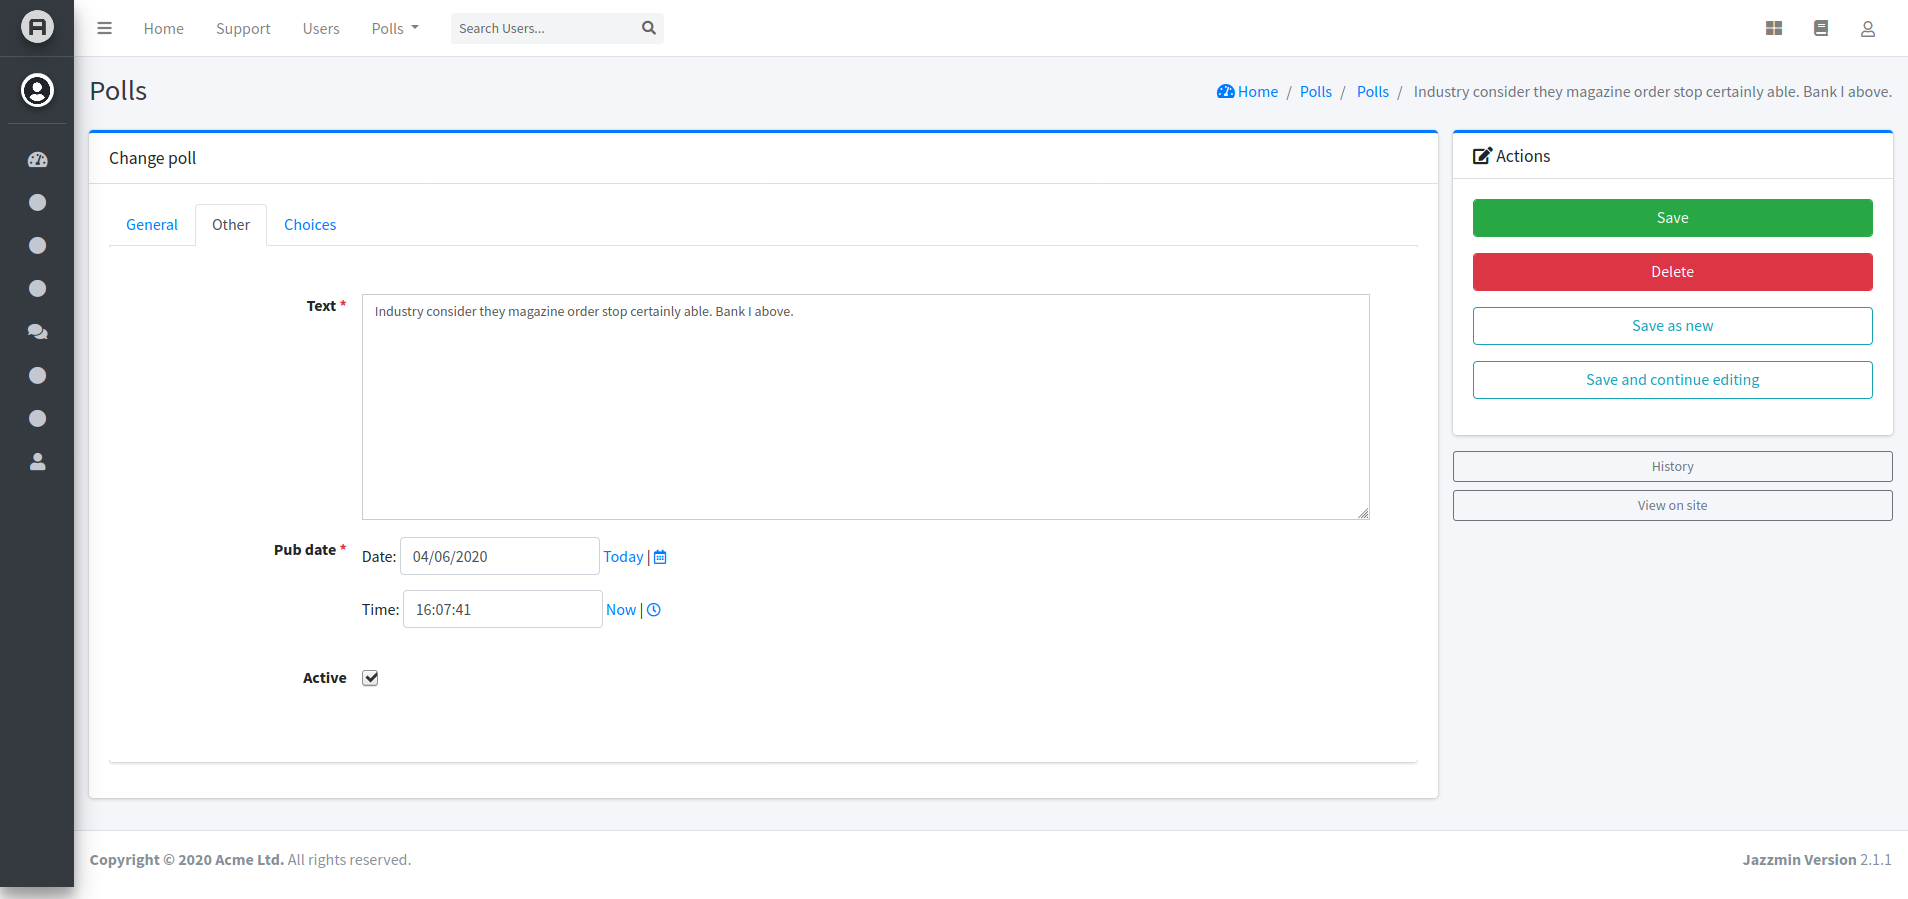 A
Home Support Users Polls Search Users...
Polls
Home / Polls / Polls / Industry consider they magazine order stop certainly able. Bank I above.
Change poll
Actions
General Other Choices
Save
Delete
Save as new
Save and continue editing
History
View on site
Text *
Industry consider they magazine order stop certainly able. Bank I above.
Pub date *
Date: 04/06/2020 Today |
Time: 16:07:41 Now |
Active
Copyright © 2020 Acme Ltd. All rights reserved.
Jazzmin Version 2.1.1